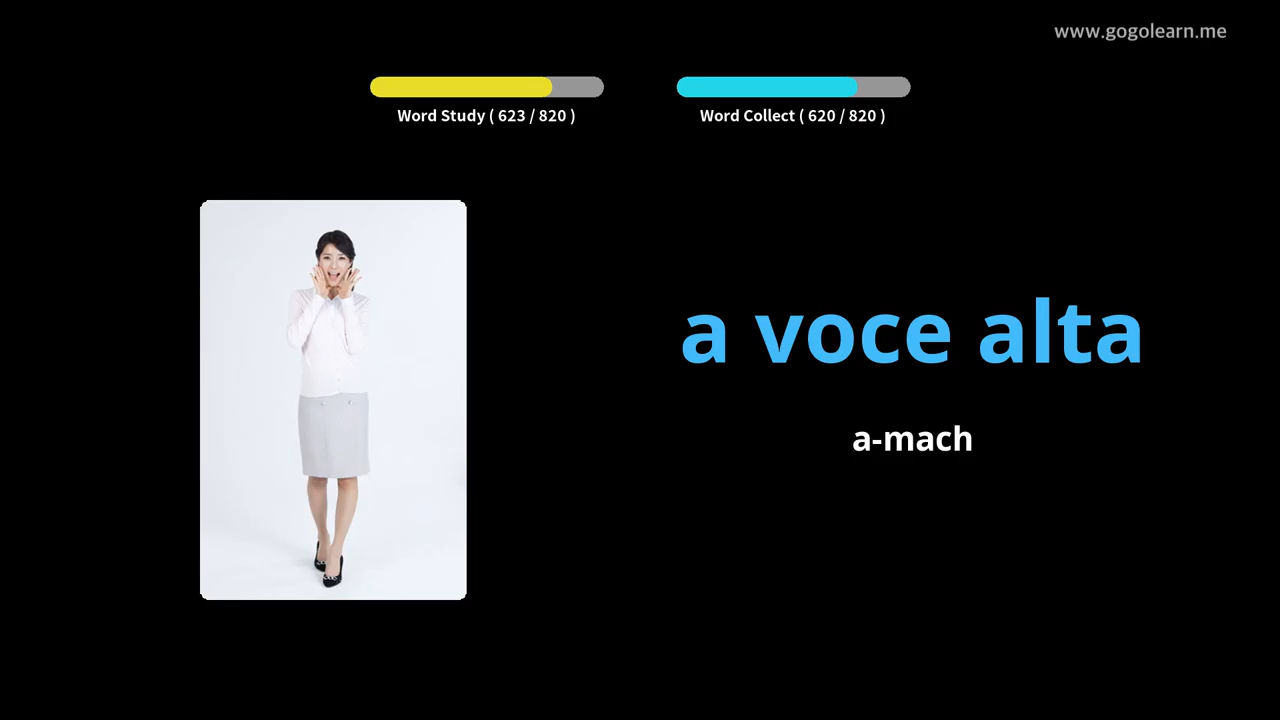 www.gogolearn.me
Word Study ( 623 / 820 )
Word Collect ( 620 / 820 )
a voce alta
a-mach